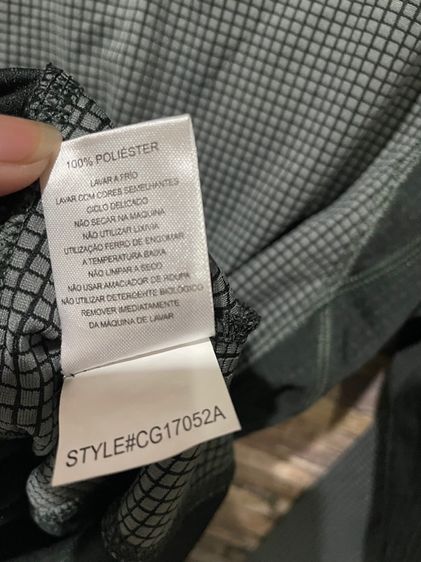 100% POLIÉSTER
LAVAR A FRIO
LAVAR COM CORES SEMELHANTES
CICLO DELICADO
NÃO SECAR NA MAQUINA
NÃO UTILIZAR LIXIVIA
UTILIZAÇÃO FERRO DE ENGOMAR
A TEMPERATURA BAIXA
NÃO LIMPAR A SECO
NÃO USAR AMACIADOR DE ROUPA
NÃO UTILIZAR DETERGENTE BIOLÓGICO
REMOVER IMEDIATAMENTE
DA MÁQUINA DE LAVAR
STYLE#CG17052A